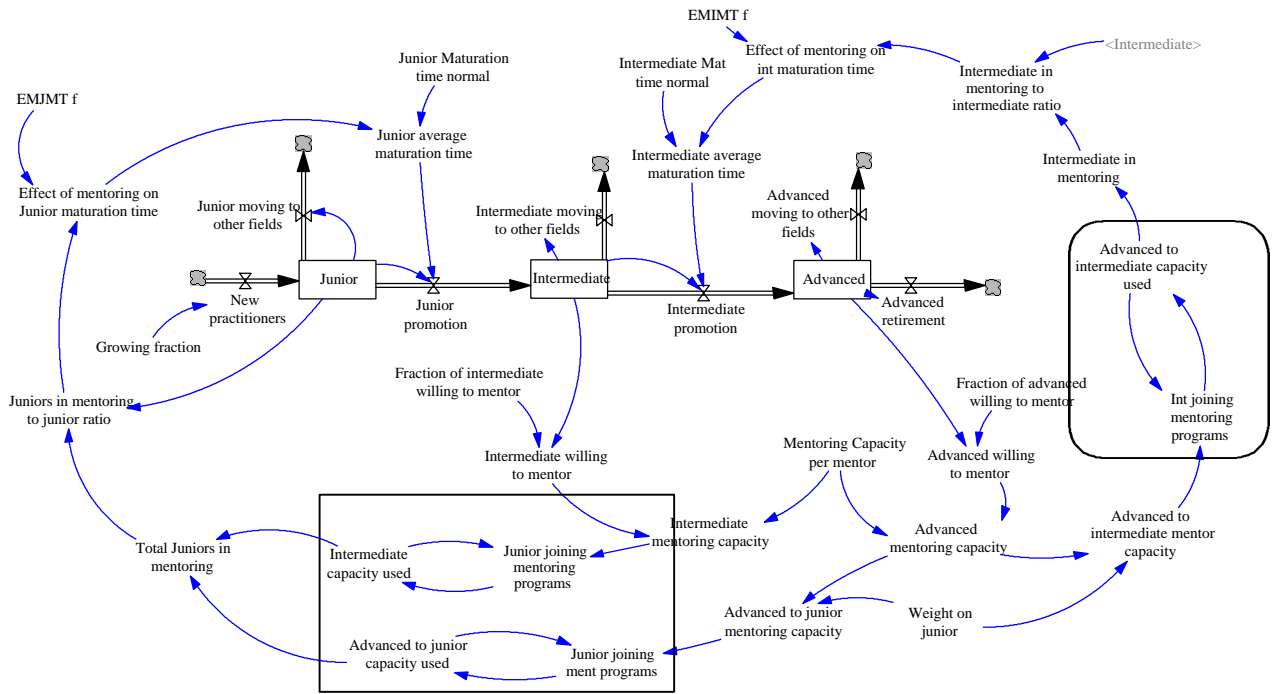 EMIMT f
Effect of mentoring on
int maturation time
<Intermediate>
Junior Maturation
time normal
Intermediate Mat
time normal
Intermediate in
mentoring to
intermediate ratio
EMJMT f
Junior average
maturation time
Intermediate average
maturation time
Intermediate in
mentoring
Effect of mentoring on
Junior maturation time
Junior moving to
other fields
Intermediate moving
to other fields
Advanced
moving to other
fields
Advanced to
intermediate capacity
used
Junior
Intermediate
Advanced
New
practitioners
Junior
promotion
Intermediate
promotion
Advanced
retirement
Growing fraction
Fraction of intermediate
willing to mentor
Fraction of advanced
willing to mentor
Int joining
mentoring
programs
Juniors in mentoring
to junior ratio
Intermediate willing
to mentor
Mentoring Capacity
per mentor
Advanced willing
to mentor
Total Juniors in
mentoring
Intermediate
capacity used
Junior joining
mentoring
programs
Intermediate
mentoring capacity
Advanced
mentoring capacity
Advanced to
intermediate mentor
capacity
Advanced to junior
capacity used
Junior joining
ment programs
Advanced to junior
mentoring capacity
Weight on
junior